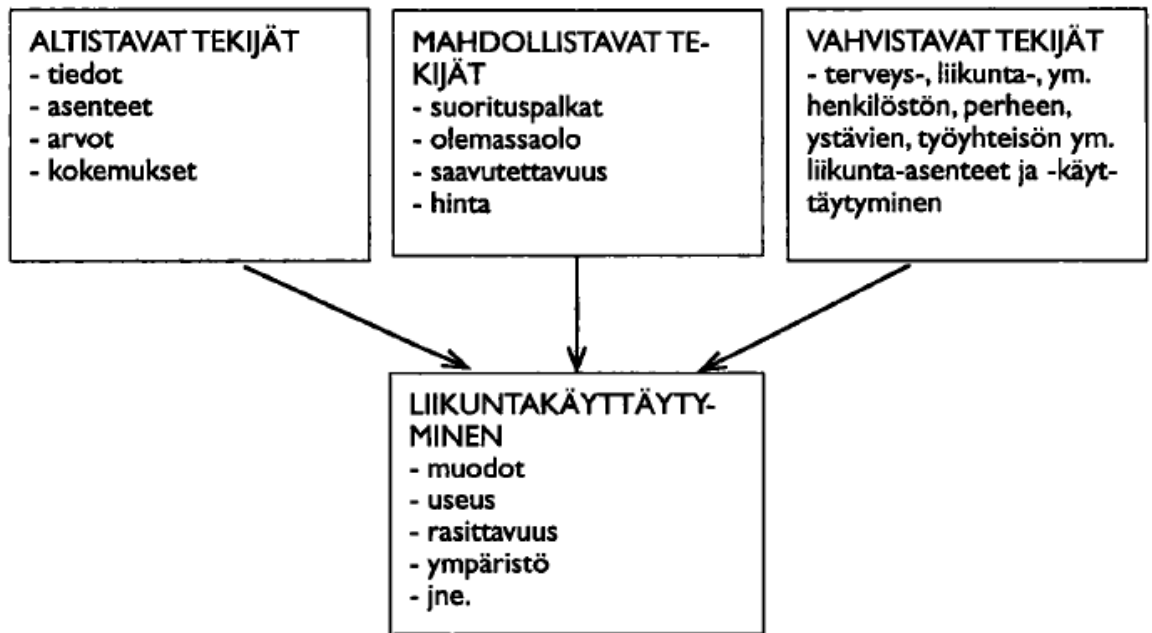 ALTISTAVAT TEKIJÄT
- tiedot
- asenteet
- arvot
- kokemukset
MAHDOLLISTAVAT TE-
KIJÄT
- suorituspalkat
- olemassaolo
- saavutettavuus
- hinta
VAHVISTAVAT TEKIJÄT
- terveys-, liikunta-, ym.
henkilöstön, perheen,
ystävien, työyhteisön ym.
liikunta-asenteet ja -käyt-
täytyminen
LIIKUNTAKÄYTTÄYTY-
MINEN
- muodot
- useus
- rasittavuus
- ympäristö
- jne.